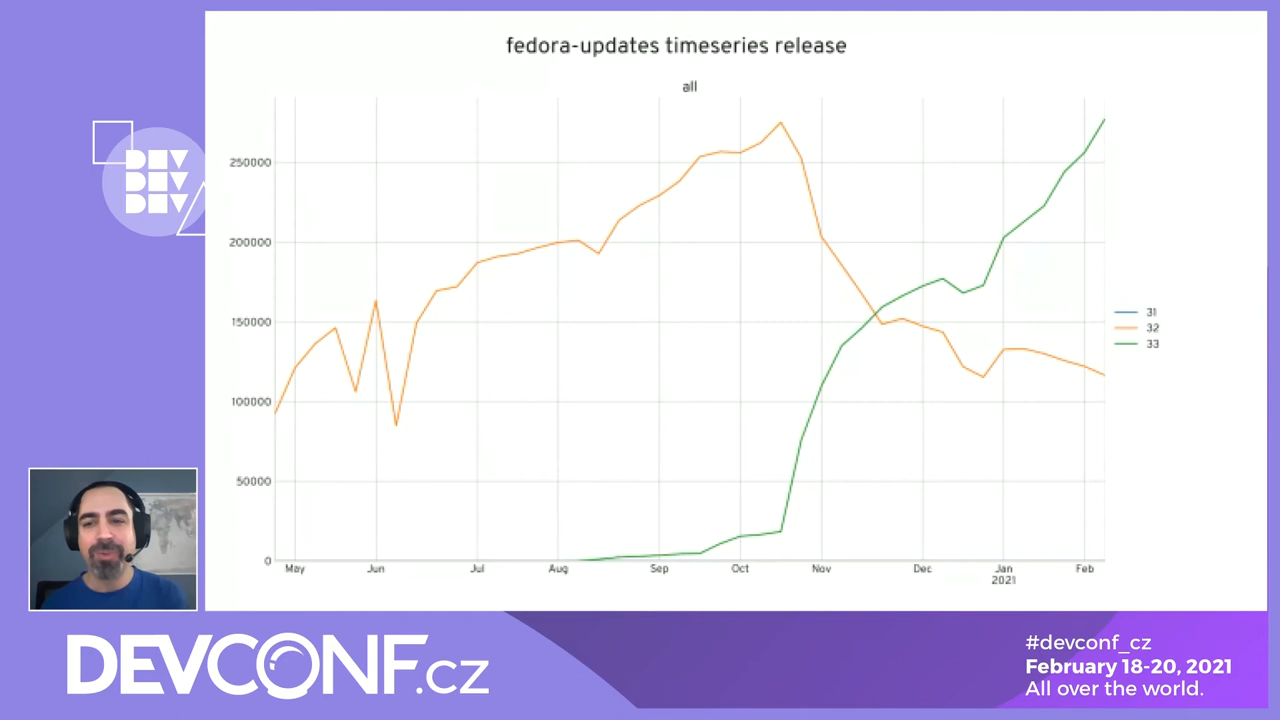 fedora-updates timeseries release
all
250000
200000
150000
100000
50000
0
May Jun Jul Aug Sep Oct Nov Dec Jan Feb
2021
31
32
33
DEV
DEV
DEV
DEVCONF.cz
#devconf_cz
February 18-20, 2021
All over the world.